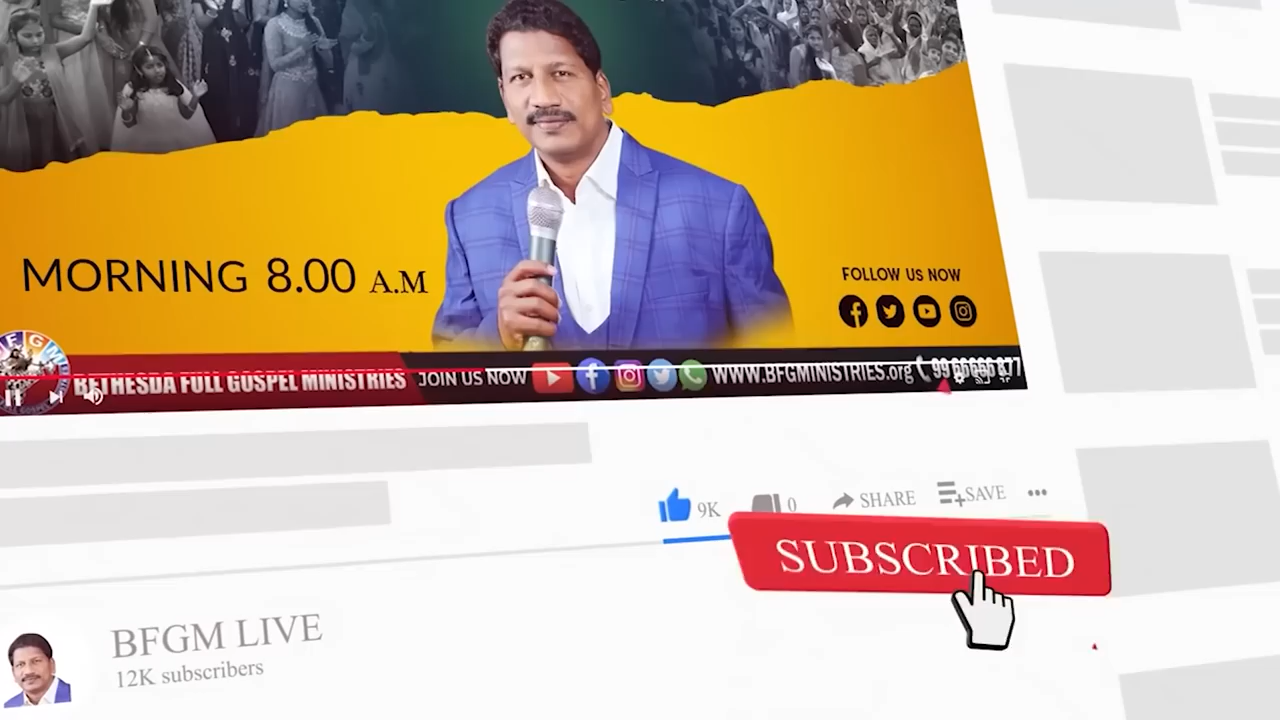 MORNING 8.00 A.M
FOLLOW US NOW
BETHESDA FULL GOSPEL MINISTRIES
JOIN US NOW
WWW.BFGMINISTRIES.org
9K
0
SHARE
SAVE
SUBSCRIBED
BFGM LIVE
12K subscribers